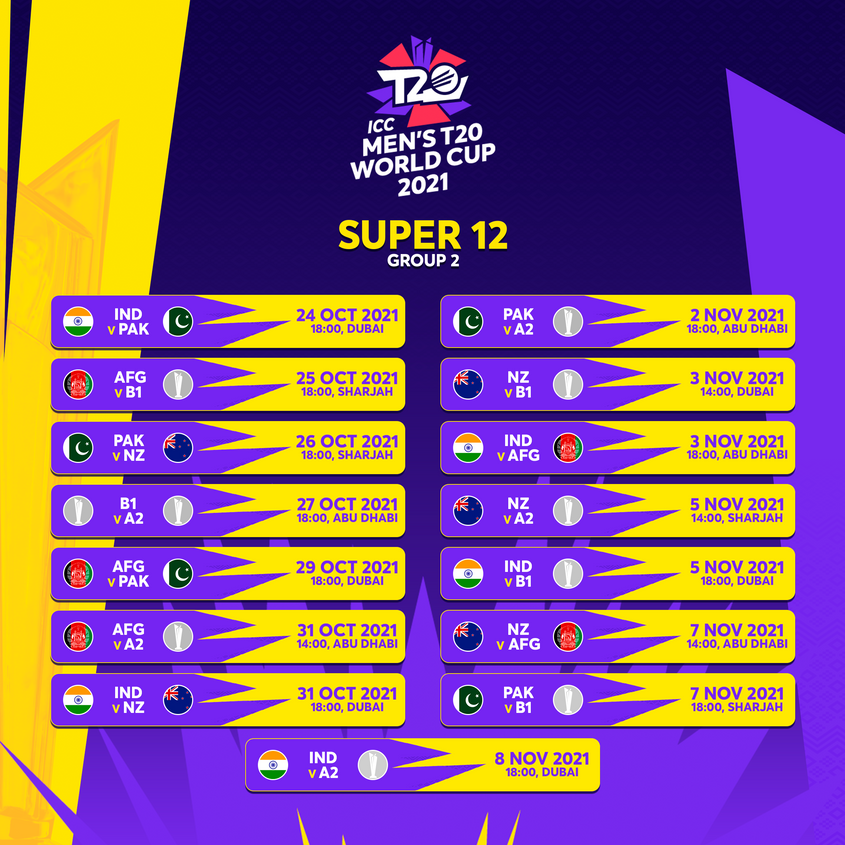 T20
ICC
MEN'S T20
WORLD CUP
2021
SUPER 12
GROUP 2
IND
v PAK
24 OCT 2021
18:00, DUBAI
AFG
v B1
25 OCT 2021
18:00, SHARJAH
PAK
v NZ
26 OCT 2021
18:00, SHARJAH
B1
v A2
27 OCT 2021
18:00, ABU DHABI
AFG
v PAK
29 OCT 2021
18:00, DUBAI
AFG
v A2
31 OCT 2021
14:00, ABU DHABI
IND
v NZ
31 OCT 2021
18:00, DUBAI
PAK
v A2
2 NOV 2021
18:00, ABU DHABI
NZ
v B1
3 NOV 2021
14:00, DUBAI
IND
v AFG
3 NOV 2021
18:00, ABU DHABI
NZ
v A2
5 NOV 2021
14:00, SHARJAH
IND
v B1
5 NOV 2021
18:00, DUBAI
NZ
v AFG
7 NOV 2021
14:00, ABU DHABI
PAK
v B1
7 NOV 2021
18:00, SHARJAH
IND
v A2
8 NOV 2021
18:00, DUBAI